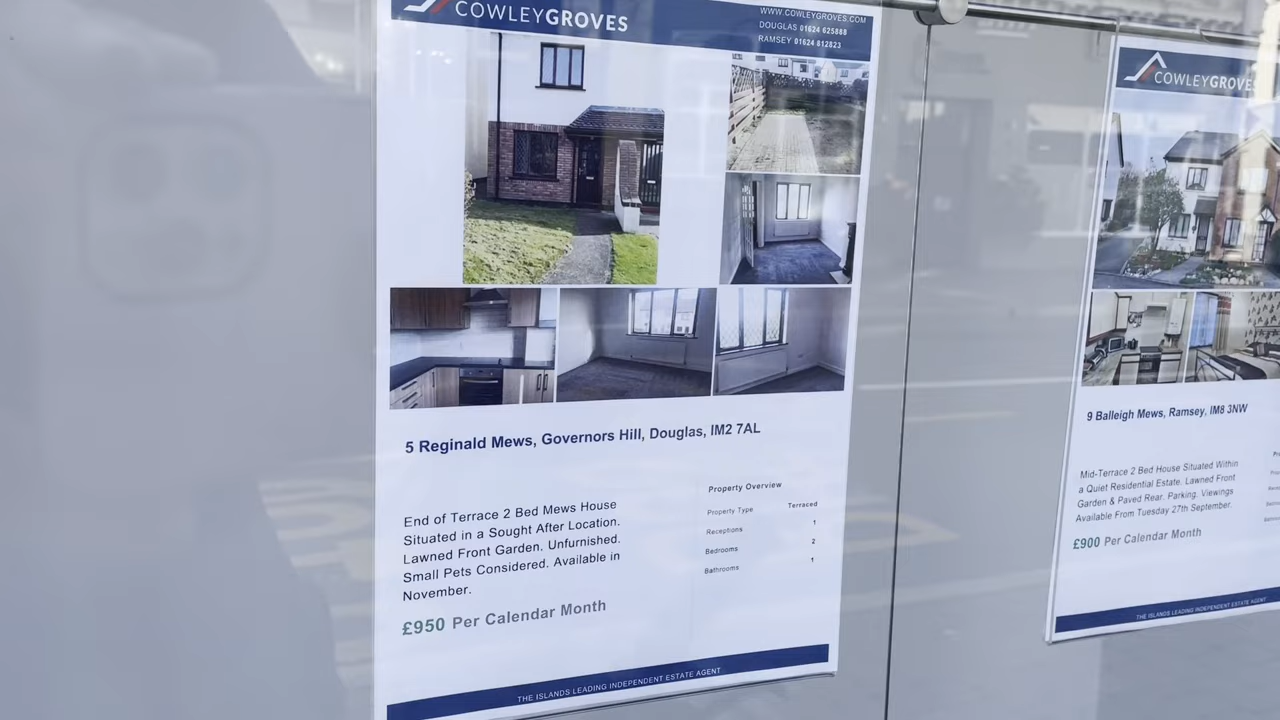 COWLEYGROVES
WWW.COWLEYGROVES.COM
DOUGLAS 01624 625888
RAMSEY 01624 812823
5 Reginald Mews, Governors Hill, Douglas, IM2 7AL
End of Terrace 2 Bed Mews House
Situated in a Sought After Location.
Lawned Front Garden. Unfurnished.
Small Pets Considered. Available in
November.
£950 Per Calendar Month
Property Overview
Property Type Terraced
Receptions 1
Bedrooms 2
Bathrooms 1
THE ISLANDS LEADING INDEPENDENT ESTATE AGENT
COWLEYGROVES
9 Balleigh Mews, Ramsey, IM8 3NW
Mid-Terrace 2 Bed House Situated Within
a Quiet Residential Estate. Lawned Front
Garden & Paved Rear. Parking. Viewings
Available From Tuesday 27th September.
£900 Per Calendar Month
THE ISLANDS LEADING INDEPENDENT ESTATE AGENT